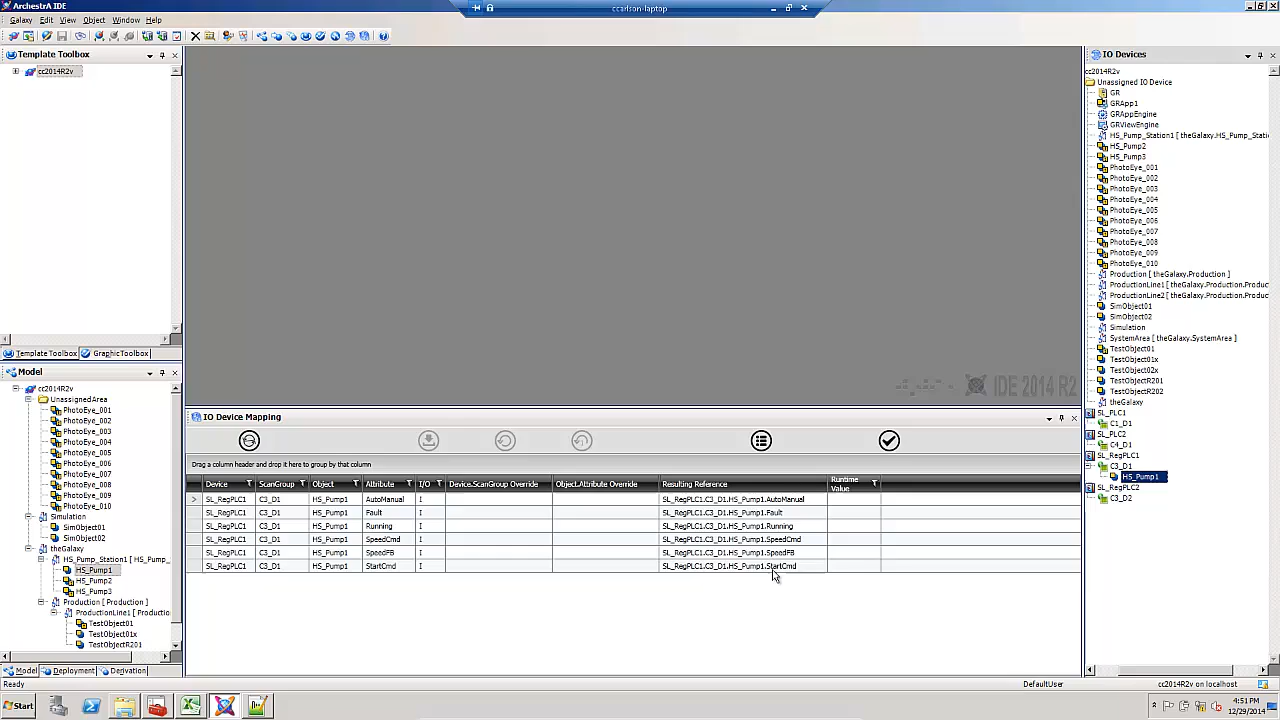 ArchestrA IDE
ccarlson-laptop
Galaxy Edit View Object Window Help
Template Toolbox
cc2014R2v
Template Toolbox GraphicToolbox
Model
cc2014R2v
UnassignedArea
PhotoEye_001
PhotoEye_002
PhotoEye_003
PhotoEye_004
PhotoEye_005
PhotoEye_006
PhotoEye_007
PhotoEye_008
PhotoEye_009
PhotoEye_010
Simulation
SimObject01
SimObject02
theGalaxy
HS_Pump_Station1 [ HS_Pump_
HS_Pump1
HS_Pump2
HS_Pump3
Production [ Production ]
ProductionLine1 [ Productio
TestObject01
TestObject01x
TestObjectR201
Model Deployment Derivation
IDE 2014 R2
IO Device Mapping
Drag a column header and drop it here to group by that column
Device ScanGroup Object Attribute I/O Device.ScanGroup Override Object.Attribute Override Resulting Reference Runtime Value
SL_RegPLC1 C3_D1 HS_Pump1 AutoManual I SL_RegPLC1.C3_D1.HS_Pump1.AutoManual
SL_RegPLC1 C3_D1 HS_Pump1 Fault I SL_RegPLC1.C3_D1.HS_Pump1.Fault
SL_RegPLC1 C3_D1 HS_Pump1 Running I SL_RegPLC1.C3_D1.HS_Pump1.Running
SL_RegPLC1 C3_D1 HS_Pump1 SpeedCmd I SL_RegPLC1.C3_D1.HS_Pump1.SpeedCmd
SL_RegPLC1 C3_D1 HS_Pump1 SpeedFB I SL_RegPLC1.C3_D1.HS_Pump1.SpeedFB
SL_RegPLC1 C3_D1 HS_Pump1 StartCmd I SL_RegPLC1.C3_D1.HS_Pump1.StartCmd
IO Devices
cc2014R2v
Unassigned IO Device
GR
GRApp1
GRAppEngine
GRViewEngine
HS_Pump_Station1 [ theGalaxy.HS_Pump_Stati
HS_Pump2
HS_Pump3
PhotoEye_001
PhotoEye_002
PhotoEye_003
PhotoEye_004
PhotoEye_005
PhotoEye_006
PhotoEye_007
PhotoEye_008
PhotoEye_009
PhotoEye_010
Production [ theGalaxy.Production ]
ProductionLine1 [ theGalaxy.Production.Produc
ProductionLine2 [ theGalaxy.Production.Produc
SimObject01
SimObject02
Simulation
SystemArea [ theGalaxy.SystemArea ]
TestObject01
TestObject01x
TestObject02x
TestObjectR201
TestObjectR202
theGalaxy
SL_PLC1
C1_D1
SL_PLC2
C4_D1
SL_RegPLC1
C3_D1
HS_Pump1
SL_RegPLC2
C3_D2
Ready
DefaultUser
cc2014R2v on localhost
Start
4:51 PM
12/29/2014